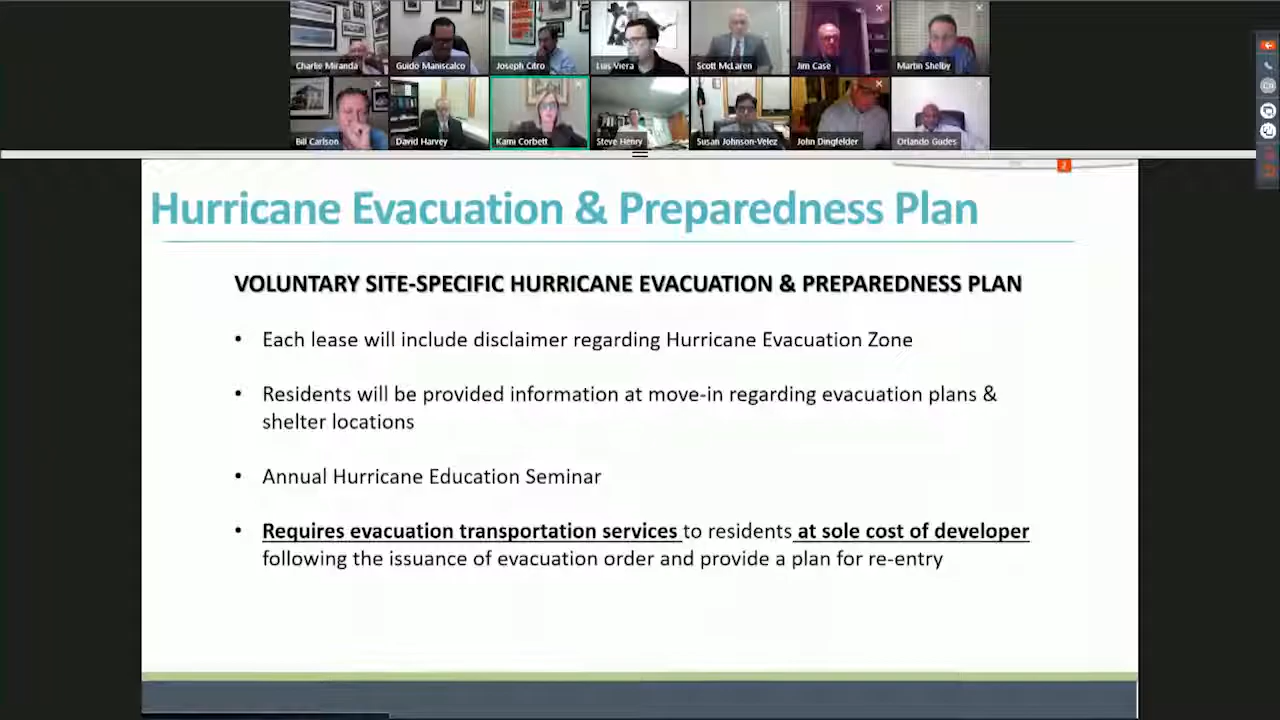 Charlie Miranda
Guido Maniscalco
Joseph Citro
Luis Viera
Scott McLaren
Jim Case
Martin Shelby
Bill Carlson
David Harvey
Kami Corbett
Steve Henry
Susan Johnson-Velez
John Dingfelder
Orlando Gudes
2
Hurricane Evacuation & Preparedness Plan
VOLUNTARY SITE-SPECIFIC HURRICANE EVACUATION & PREPAREDNESS PLAN
• Each lease will include disclaimer regarding Hurricane Evacuation Zone
• Residents will be provided information at move-in regarding evacuation plans &
shelter locations
• Annual Hurricane Education Seminar
• Requires evacuation transportation services to residents at sole cost of developer
following the issuance of evacuation order and provide a plan for re-entry